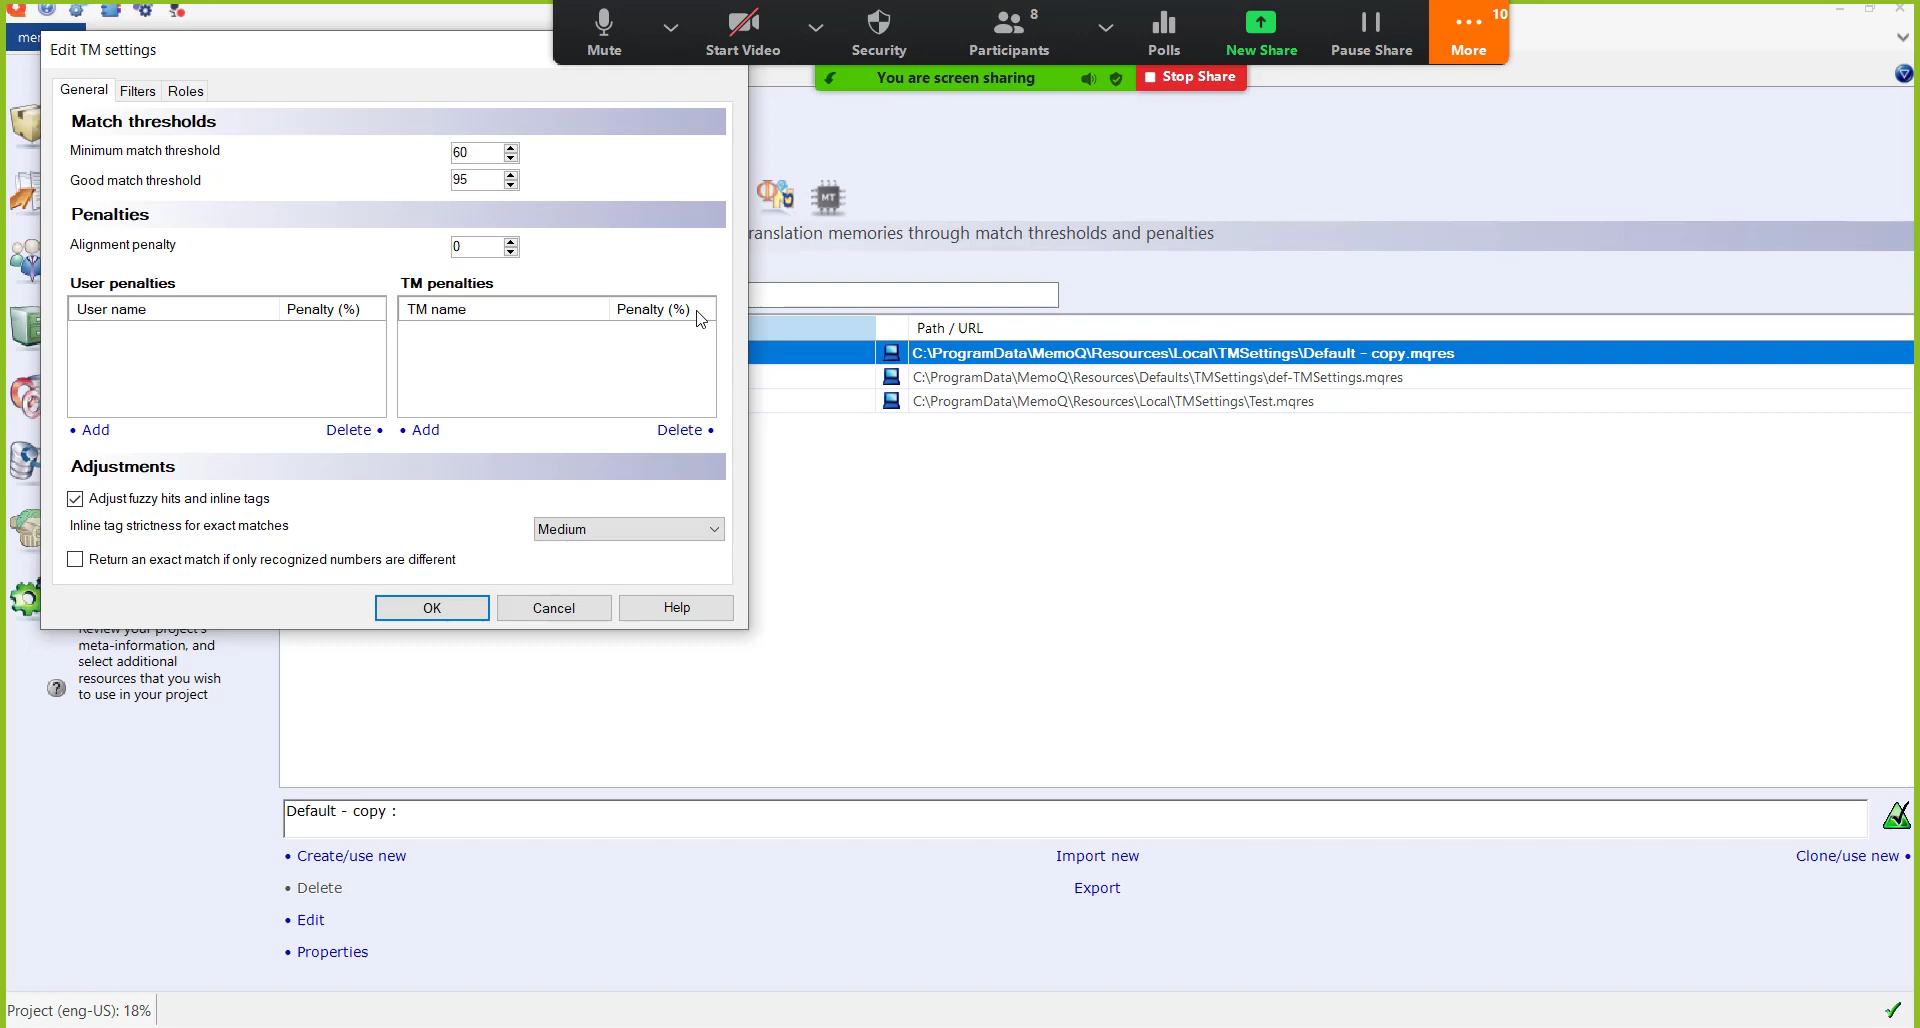 Mute
Start Video
Security
Participants
8
Polls
New Share
Pause Share
More
10
You are screen sharing
Stop Share
Edit TM settings
General
Filters
Roles
Match thresholds
Minimum match threshold
60
Good match threshold
95
Penalties
Alignment penalty
0
User penalties
TM penalties
User name
Penalty (%)
TM name
Penalty (%)
• Add
Delete •
• Add
Delete •
Adjustments
Adjust fuzzy hits and inline tags
Inline tag strictness for exact matches
Medium
Return an exact match if only recognized numbers are different
OK
Cancel
Help
MT
ranslation memories through match thresholds and penalties
Path / URL
C:\ProgramData\MemoQ\Resources\Local\TMSettings\Default - copy.mqres
C:\ProgramData\MemoQ\Resources\Defaults\TMSettings\def-TMSettings.mqres
C:\ProgramData\MemoQ\Resources\Local\TMSettings\Test.mqres
Review your project's
meta-information, and
select additional
resources that you wish
to use in your project
Default - copy :
• Create/use new
Import new
Clone/use new •
• Delete
Export
• Edit
• Properties
Project (eng-US): 18%